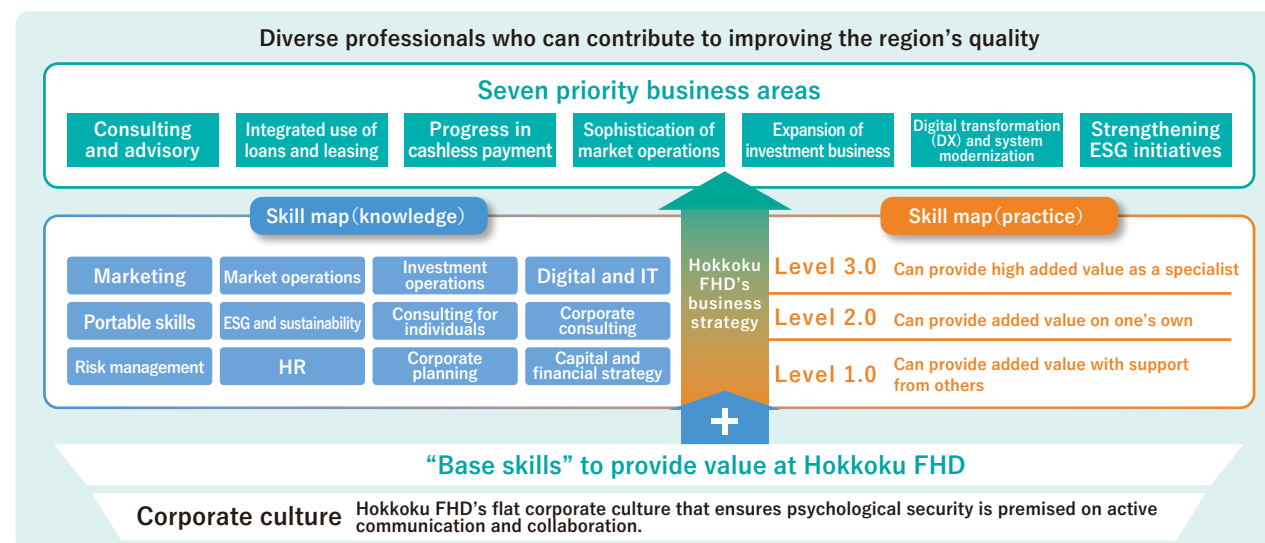 Diverse professionals who can contribute to improving the region's quality
Seven priority business areas
Consulting
and advisory
Integrated use of
loans and leasing
Progress in
cashless payment
Sophistication of
market operations
Expansion of
investment business
Digital transformation
(DX) and system
modernization
Strengthening
ESG initiatives
Skill map(knowledge)
Marketing
Market operations
Investment
operations
Digital and IT
Portable skills
ESG and sustainability
Consulting for
individuals
Corporate
consulting
Risk management
HR
Corporate
planning
Capital and
financial strategy
Hokkoku
FHD's
business
strategy
Skill map(practice)
Level 3.0 Can provide high added value as a specialist
Level 2.0 Can provide added value on one's own
Level 1.0 Can provide added value with support
from others
+
“Base skills” to provide value at Hokkoku FHD
Corporate culture Hokkoku FHD's flat corporate culture that ensures psychological security is premised on active
communication and collaboration.